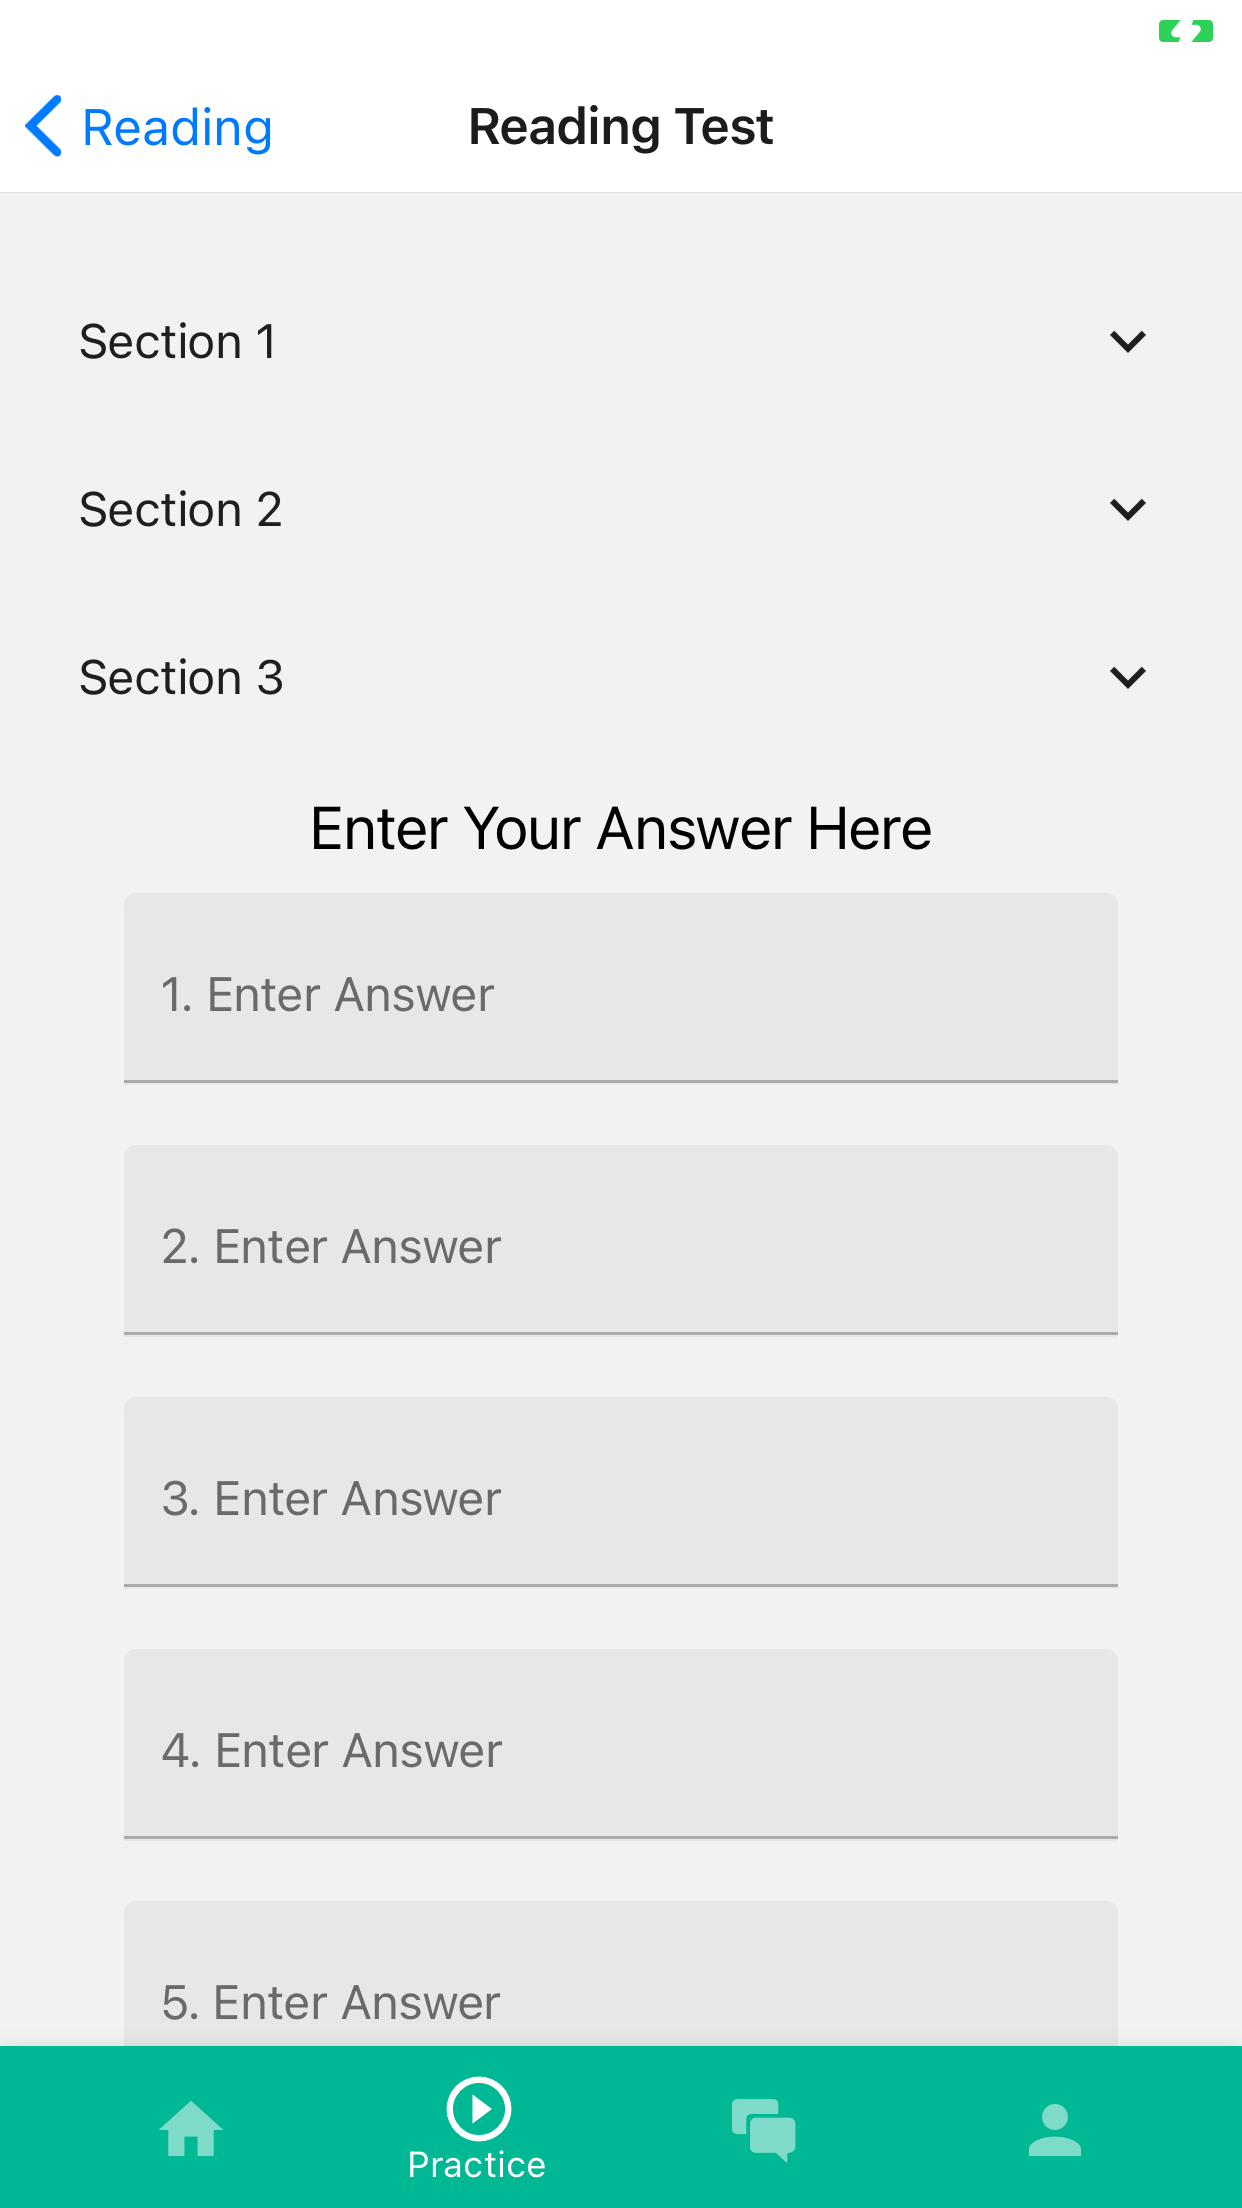 Reading
Reading Test
Section 1
Section 2
Section 3
Enter Your Answer Here
1. Enter Answer
2. Enter Answer
3. Enter Answer
4. Enter Answer
5. Enter Answer
Practice